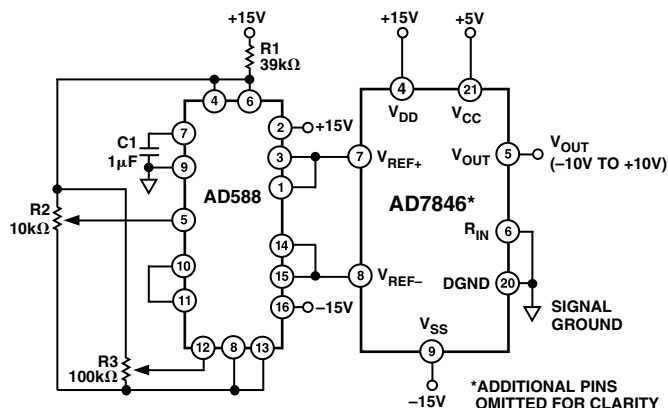 +15V
R1
39kΩ
+15V
+5V
4
6
4
21
V_DD
V_CC
7
C1
1μF
9
2
+15V
3
1
7
V_REF+
V_OUT
5
V_OUT
(–10V TO +10V)
AD588
AD7846*
R2
10kΩ
5
R_IN
6
10
11
14
15
8
V_REF–
DGND
20
16
–15V
SIGNAL
GROUND
R3
100kΩ
12
8
13
V_SS
9
–15V
*ADDITIONAL PINS
OMITTED FOR CLARITY